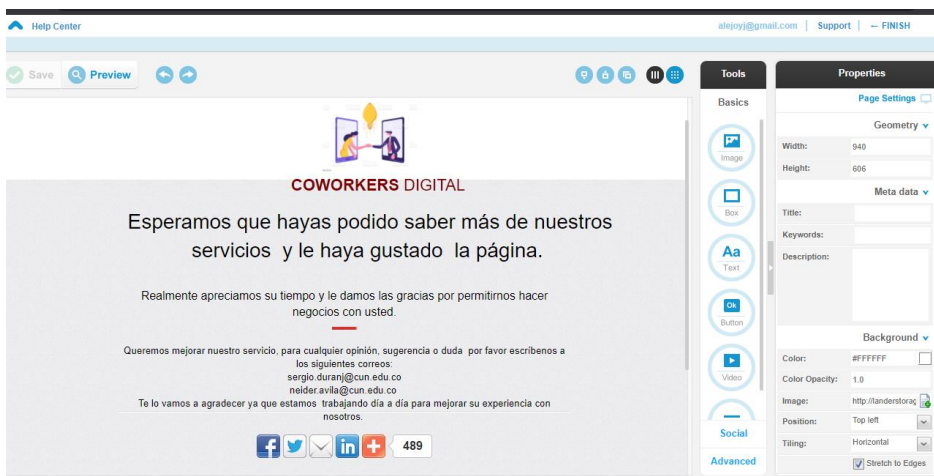 Help Center
alejoyj@gmail.com
Support
← FINISH
Save
Preview
Tools
Properties
Basics
Page Settings
Image
Geometry
Width: 940
Height: 606
COWORKERS DIGITAL
Box
Meta data
Title:
Esperamos que hayas podido saber más de nuestros
servicios y le haya gustado la página.
Keywords:
Aa
Text
Description:
Realmente apreciamos su tiempo y le damos las gracias por permitirnos hacer
negocios con usted.
Ok
Button
Background
Queremos mejorar nuestro servicio, para cualquier opinión, sugerencia o duda por favor escríbenos a
los siguientes correos:
sergio.duranj@cun.edu.co
neider.avila@cun.edu.co
Te lo vamos a agradecer ya que estamos trabajando día a día para mejorar su experiencia con
nosotros.
Video
Color: #FFFFFF
Color Opacity: 1.0
Image: http://landerstorag
Position: Top left
Tiling: Horizontal
Stretch to Edges
f
in
489
Social
Advanced